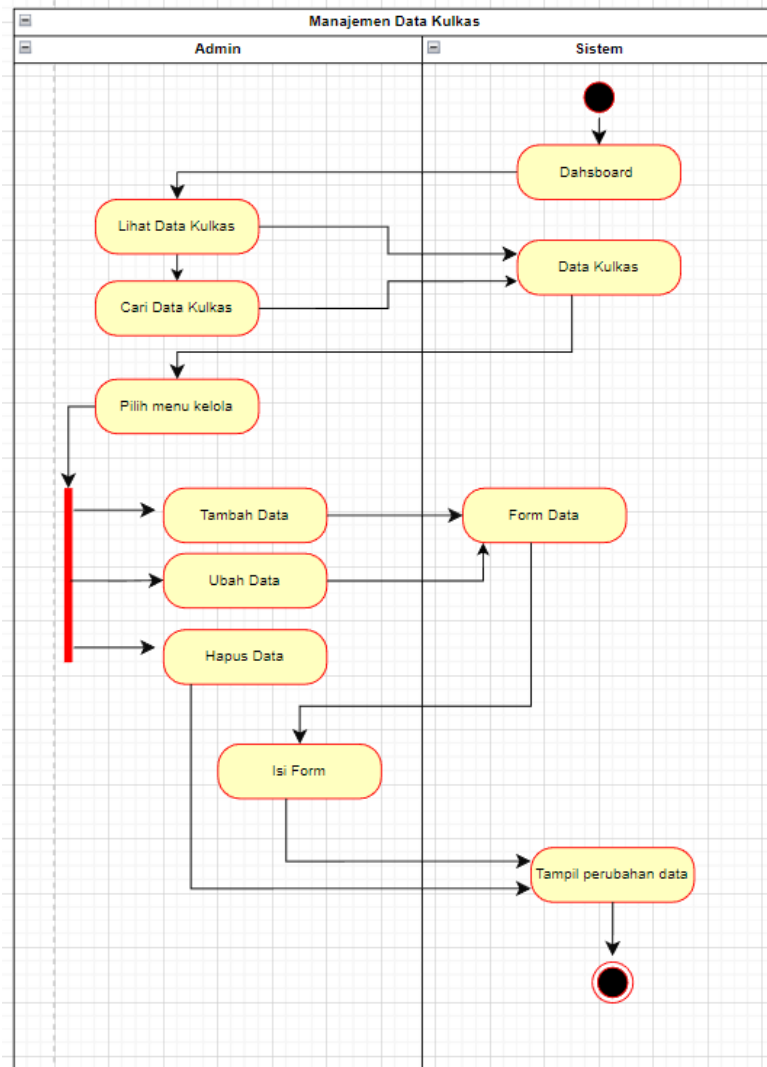 Manajemen Data Kulkas
Admin
Sistem
Dahsboard
Lihat Data Kulkas
Data Kulkas
Cari Data Kulkas
Pilih menu kelola
Tambah Data
Form Data
Ubah Data
Hapus Data
Isi Form
Tampil perubahan data